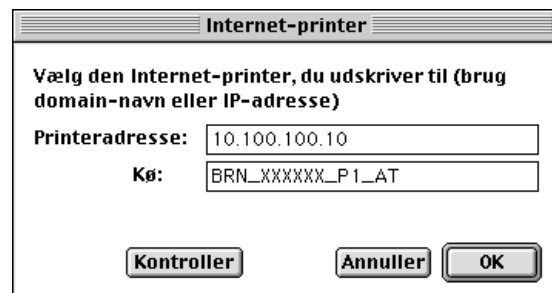 Internet-printer
Vælg den Internet-printer, du udskriver til (brug
domain-navn eller IP-adresse)
Printeradresse: 10.100.100.10
Kø: BRN_XXXXXX_P1_AT
Kontroller Annuller OK